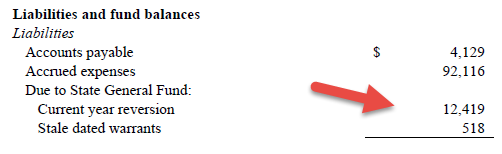 Liabilities and fund balances
Liabilities
Accounts payable $ 4,129
Accrued expenses 92,116
Due to State General Fund:
Current year reversion 12,419
Stale dated warrants 518